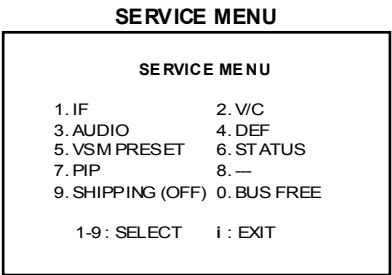 SERVICE MENU
SERVICE MENU
1. IF 2. V/C
3. AUDIO 4. DEF
5. VSM PRESET 6. STATUS
7. PIP 8. ---
9. SHIPPING (OFF) 0. BUS FREE
1-9 : SELECT i : EXIT